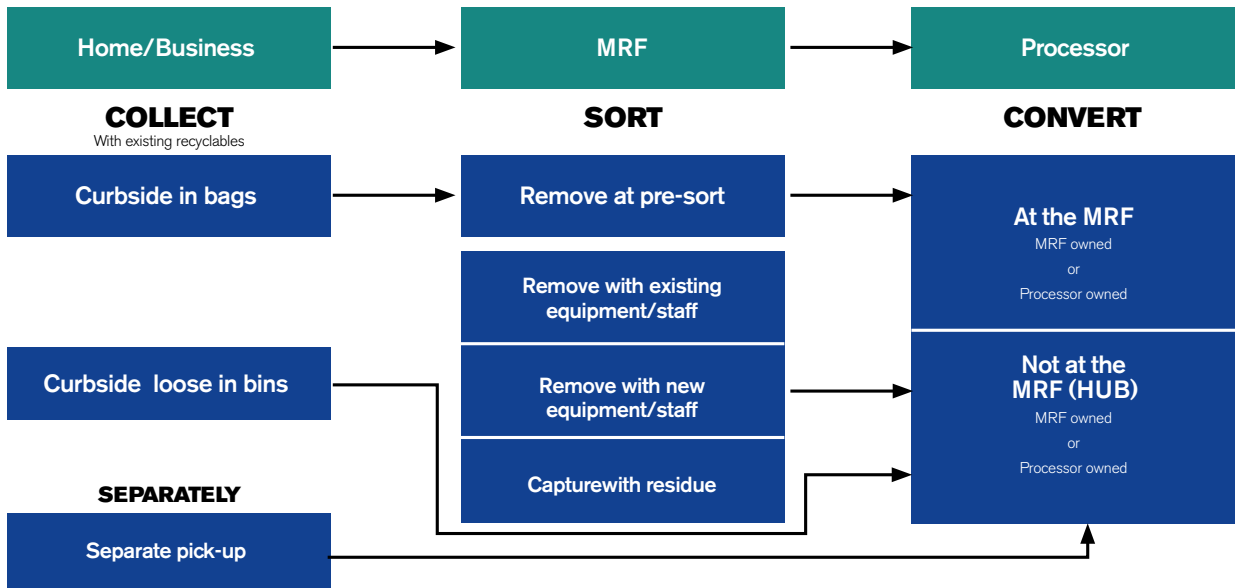 Home/Business
MRF
Processor
COLLECT
With existing recyclables
SORT
CONVERT
Curbside in bags
Remove at pre-sort
At the MRF
MRF owned
or
Processor owned
Remove with existing
equipment/staff
Curbside loose in bins
Remove with new
equipment/staff
Not at the
MRF (HUB)
MRF owned
or
Processor owned
Capturewith residue
SEPARATELY
Separate pick-up